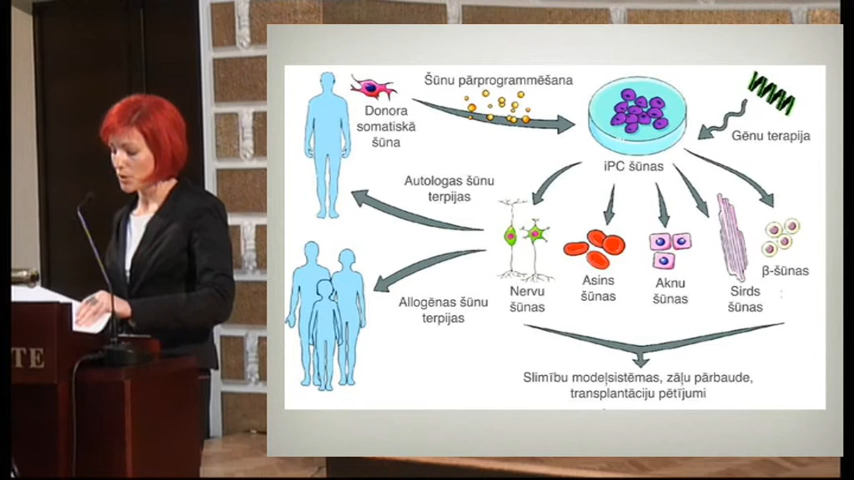 Šūnu pārprogrammēšana
Donora
somatiskā
šūna
Gēnu terapija
iPC šūnas
Autologas šūnu
terpijas
β-šūnas
Nervu
šūnas
Asins
šūnas
Aknu
šūnas
Sirds
šūnas
Allogēnas šūnu
terpijas
Slimību modeļsistēmas, zāļu pārbaude,
transplantāciju pētījumi
TE